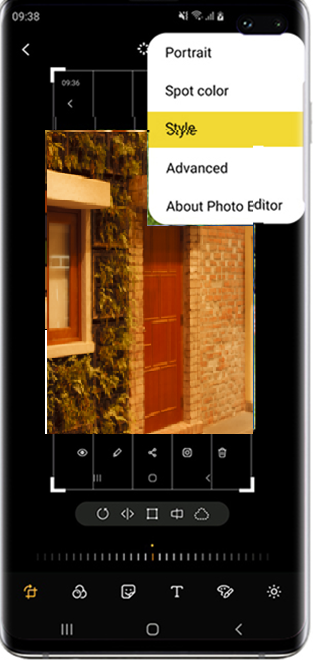 09:38
Portrait
09:36
Spot color
Style
Advanced
About Photo Editor
T